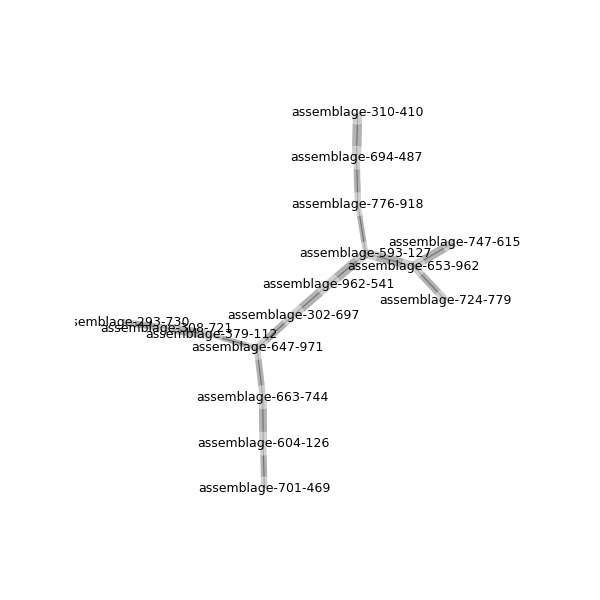 assemblage-310-410
assemblage-694-487
assemblage-776-918
assemblage-747-615
assemblage-593-127
assemblage-653-962
assemblage-962-541
assemblage-724-779
assemblage-302-697
semblage-293-730
assemblage-308-721
assemblage-379-112
assemblage-647-971
assemblage-663-744
assemblage-604-126
assemblage-701-469